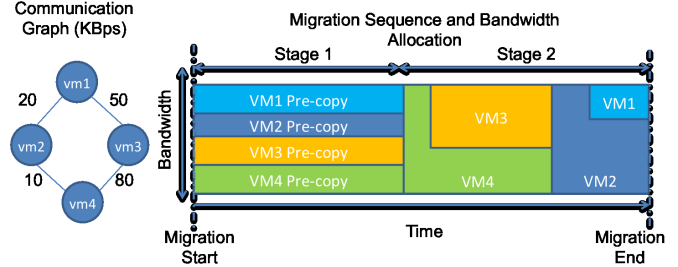 Communication
Graph (KBps)
vm1
20
50
vm2
vm3
10
80
vm4
Migration Sequence and Bandwidth
Allocation
Stage 1
Stage 2
Bandwidth
VM1 Pre-copy
VM2 Pre-copy
VM3 Pre-copy
VM4 Pre-copy
VM3
VM4
VM1
VM2
Time
Migration
Start
Migration
End